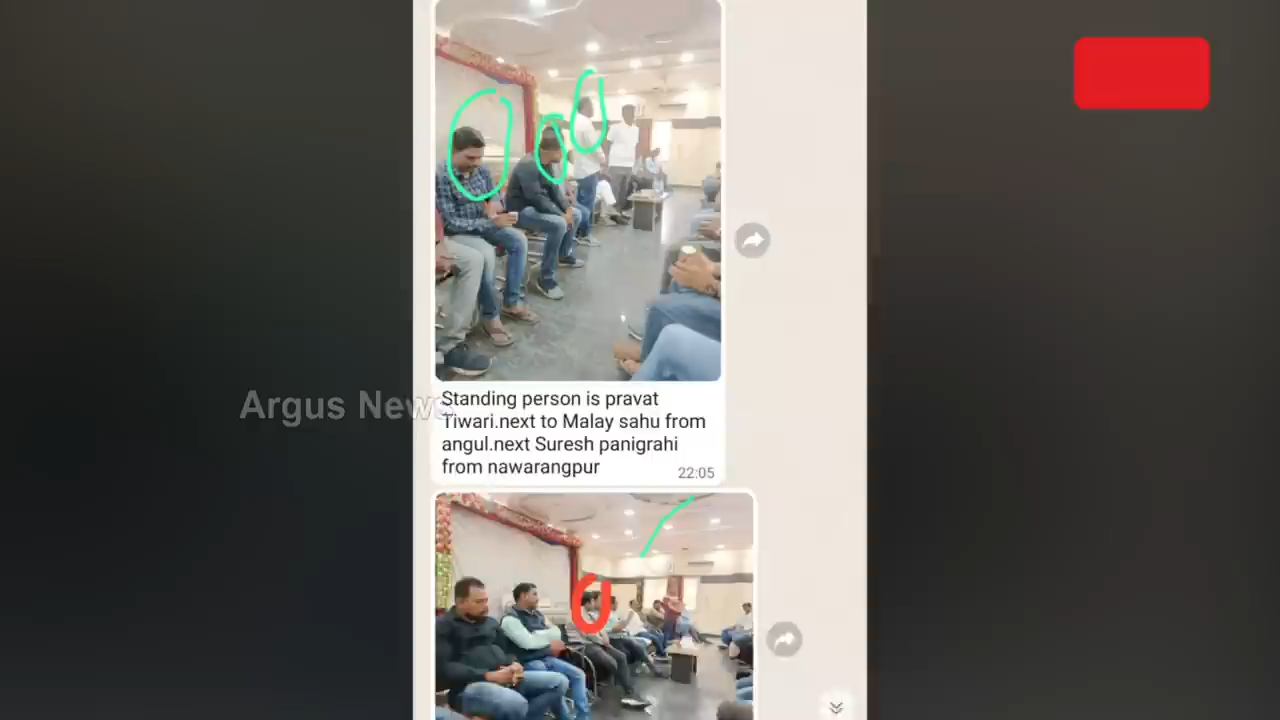 Standing person is pravat
Tiwari.next to Malay sahu from
angul.next Suresh panigrahi
from nawarangpur
22:05
Argus News